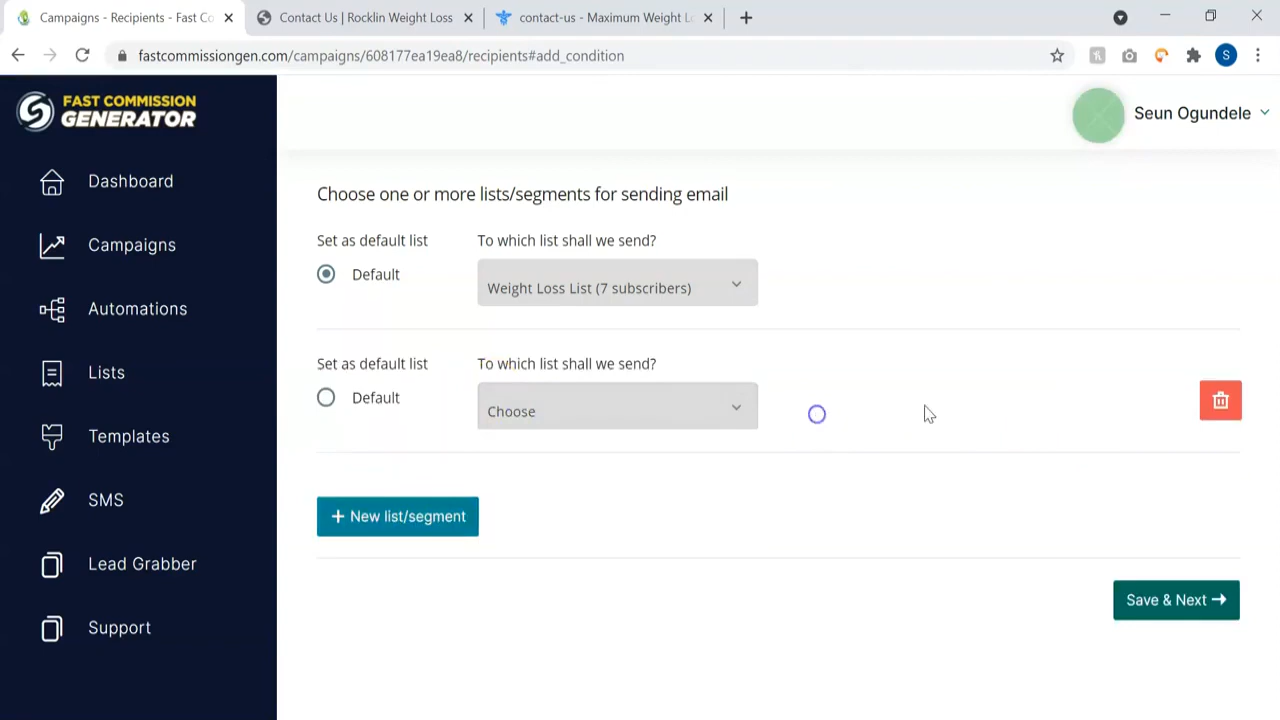 Campaigns - Recipients - Fast Co
Contact Us | Rocklin Weight Loss
contact-us - Maximum Weight L
fastcommissiongen.com/campaigns/608177ea19ea8/recipients#add_condition
S
FAST COMMISSION
GENERATOR
Seun Ogundele
Dashboard
Campaigns
Automations
Lists
Templates
SMS
Lead Grabber
Support
Choose one or more lists/segments for sending email
Set as default list
To which list shall we send?
Default
Weight Loss List (7 subscribers)
Set as default list
To which list shall we send?
Default
Choose
+ New list/segment
Save & Next →